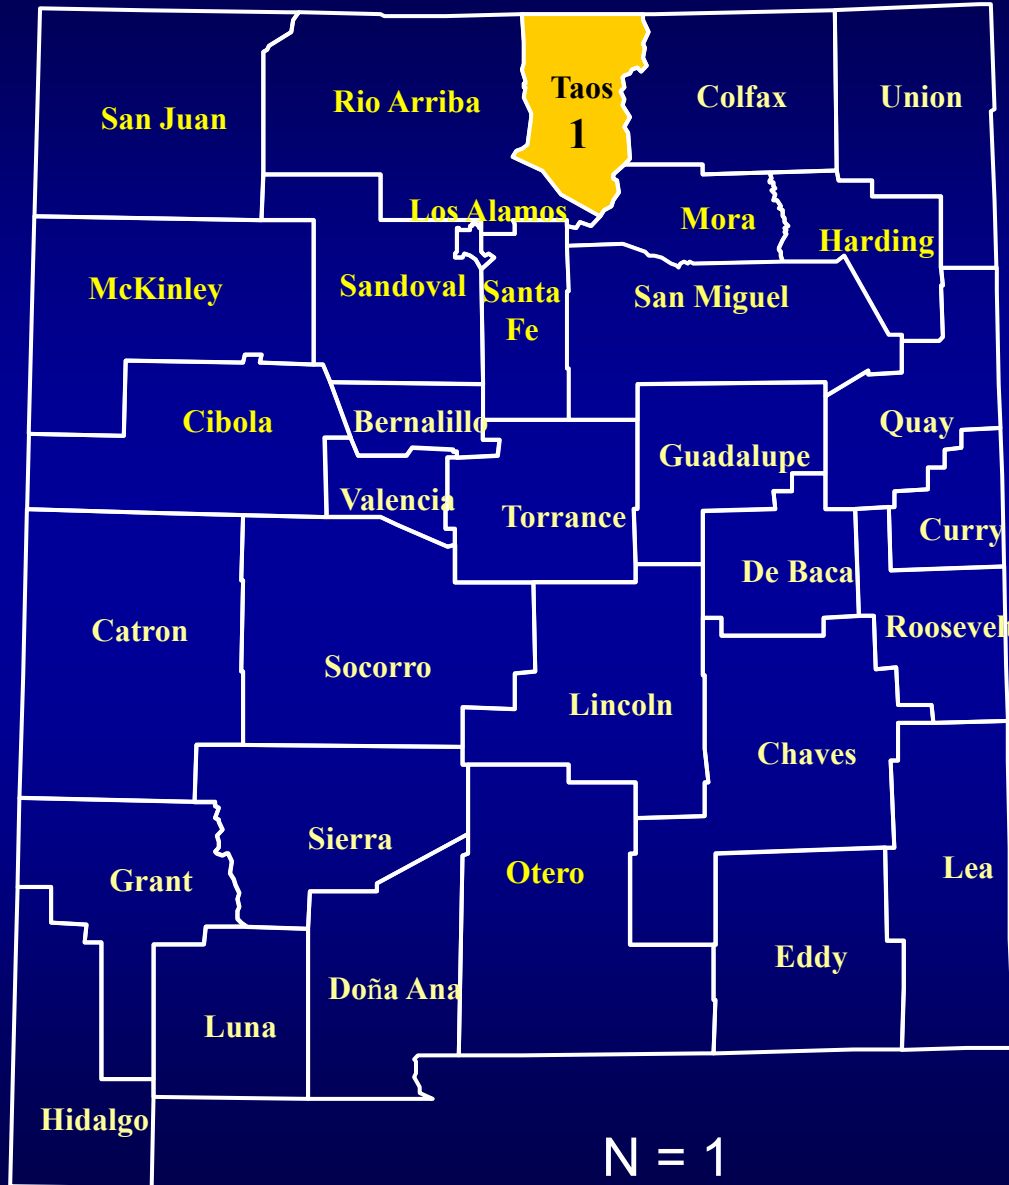 Taos
1
Colfax
Union
Rio Arriba
San Juan
Los Alamos
Mora
Harding
McKinley
Sandoval
Santa
Fe
San Miguel
Cibola
Bernalillo
Quay
Guadalupe
Valencia
Torrance
Curry
De Baca
Catron
Roosevelt
Socorro
Lincoln
Chaves
Sierra
Otero
Lea
Grant
Eddy
Doña Ana
Luna
Hidalgo
N = 1